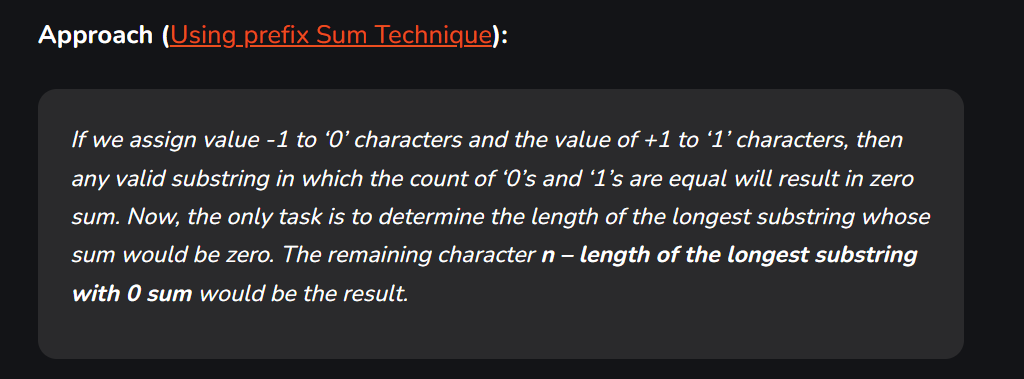 Approach (Using prefix Sum Technique):
If we assign value -1 to ‘0’ characters and the value of +1 to ‘1’ characters, then
any valid substring in which the count of ‘0’s and ‘1’s are equal will result in zero
sum. Now, the only task is to determine the length of the longest substring whose
sum would be zero. The remaining character n – length of the longest substring
with 0 sum would be the result.